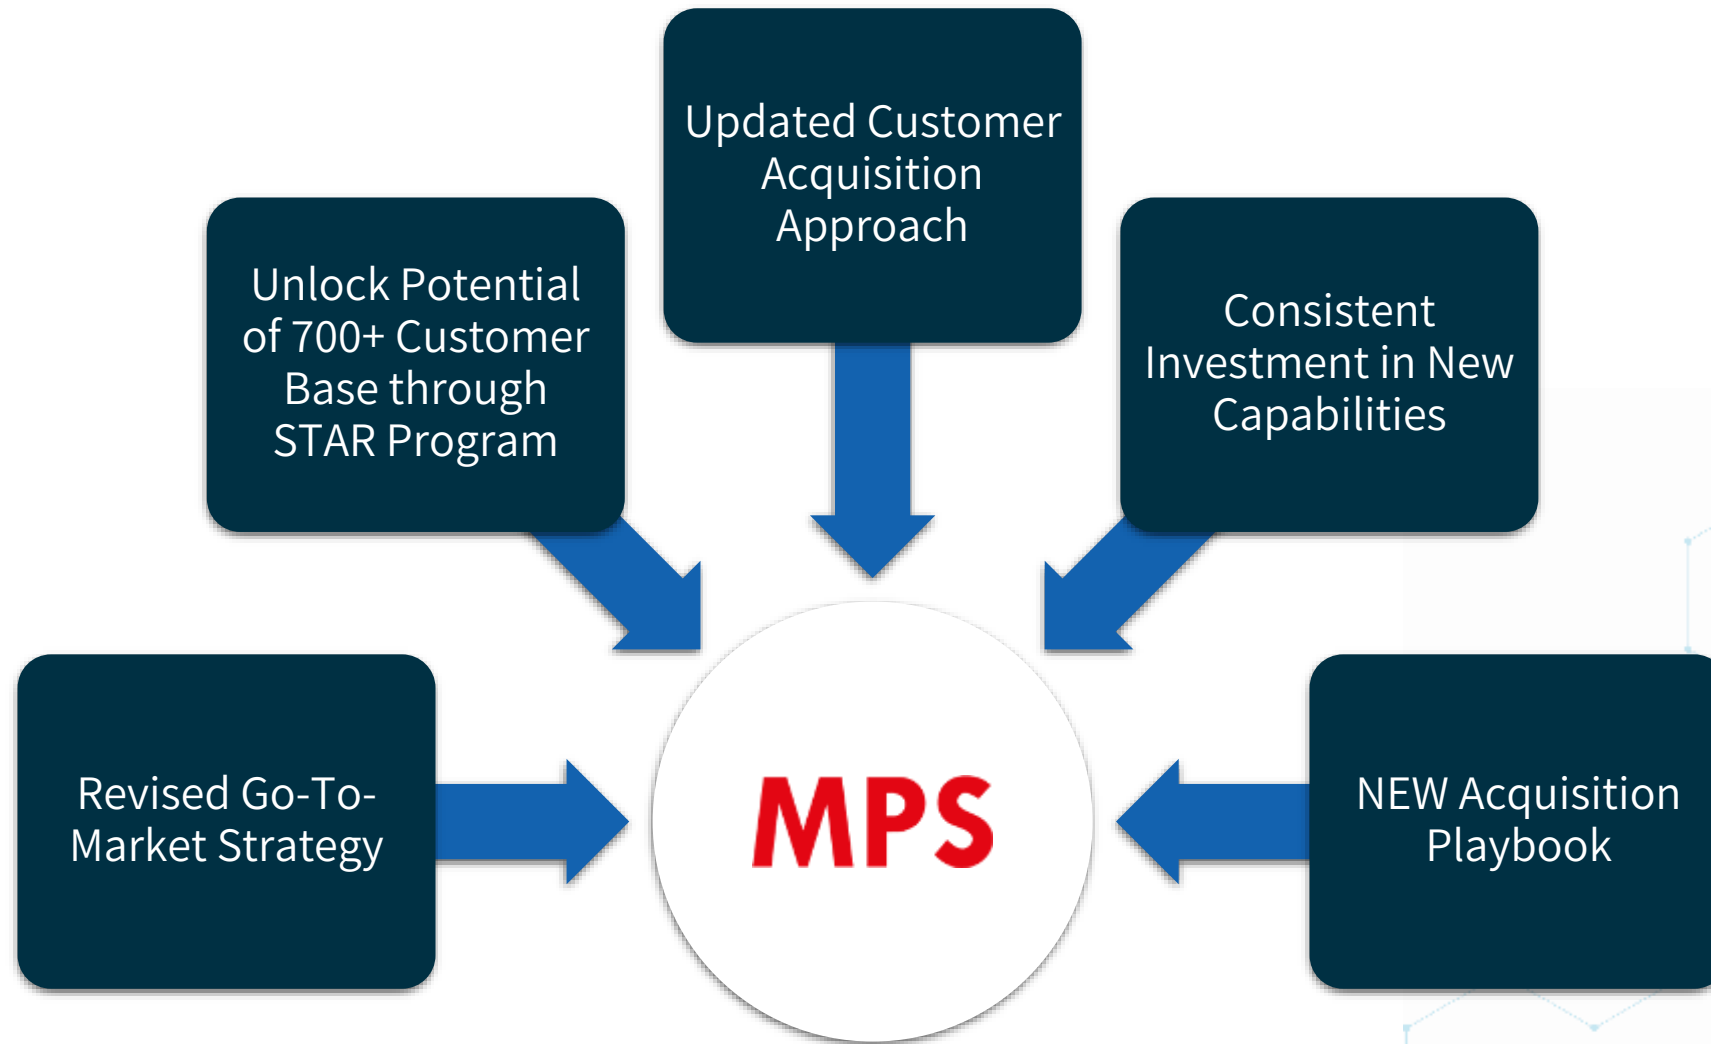 Updated Customer
Acquisition
Approach
Unlock Potential
of 700+ Customer
Base through
STAR Program
Consistent
Investment in New
Capabilities
Revised Go-To-
Market Strategy
MPS
NEW Acquisition
Playbook